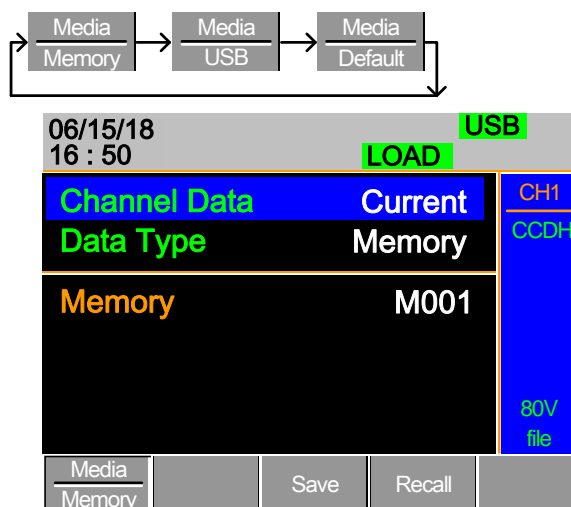 Media Media Media
Memory USB Default
06/15/18 USB
16 : 50 LOAD
Channel Data Current CH1
Data Type Memory CCDH
Memory M001
80V
file
Media Save Recall
Memory